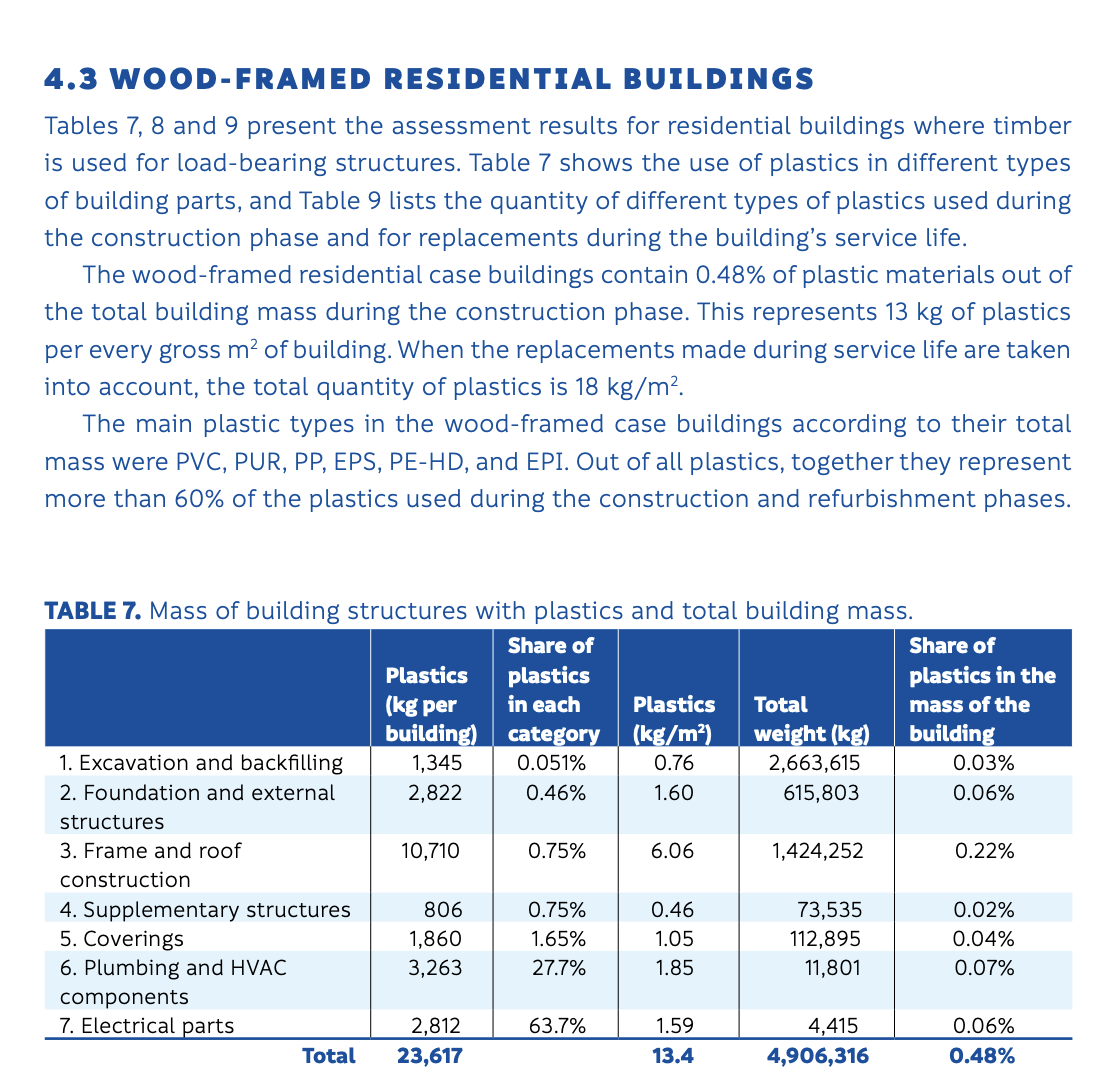 4.3 WOOD-FRAMED RESIDENTIAL BUILDINGS
Tables 7, 8 and 9 present the assessment results for residential buildings where timber
is used for load-bearing structures. Table 7 shows the use of plastics in different types
of building parts, and Table 9 lists the quantity of different types of plastics used during
the construction phase and for replacements during the building's service life.
The wood-framed residential case buildings contain 0.48% of plastic materials out of
the total building mass during the construction phase. This represents 13 kg of plastics
per every gross m² of building. When the replacements made during service life are taken
into account, the total quantity of plastics is 18 kg/m².
The main plastic types in the wood-framed case buildings according to their total
mass were PVC, PUR, PP, EPS, PE-HD, and EPI. Out of all plastics, together they represent
more than 60% of the plastics used during the construction and refurbishment phases.
TABLE 7. Mass of building structures with plastics and total building mass.
Plastics
(kg per
building)
Share of
plastics
in each
category
Plastics
(kg/m²)
Total
weight (kg)
Share of
plastics in the
mass of the
building
1. Excavation and backfilling 1,345 0.051% 0.76 2,663,615 0.03%
2. Foundation and external 2,822 0.46% 1.60 615,803 0.06%
structures
3. Frame and roof 10,710 0.75% 6.06 1,424,252 0.22%
construction
4. Supplementary structures 806 0.75% 0.46 73,535 0.02%
5. Coverings 1,860 1.65% 1.05 112,895 0.04%
6. Plumbing and HVAC 3,263 27.7% 1.85 11,801 0.07%
components
7. Electrical parts 2,812 63.7% 1.59 4,415 0.06%
Total 23,617 13.4 4,906,316 0.48%